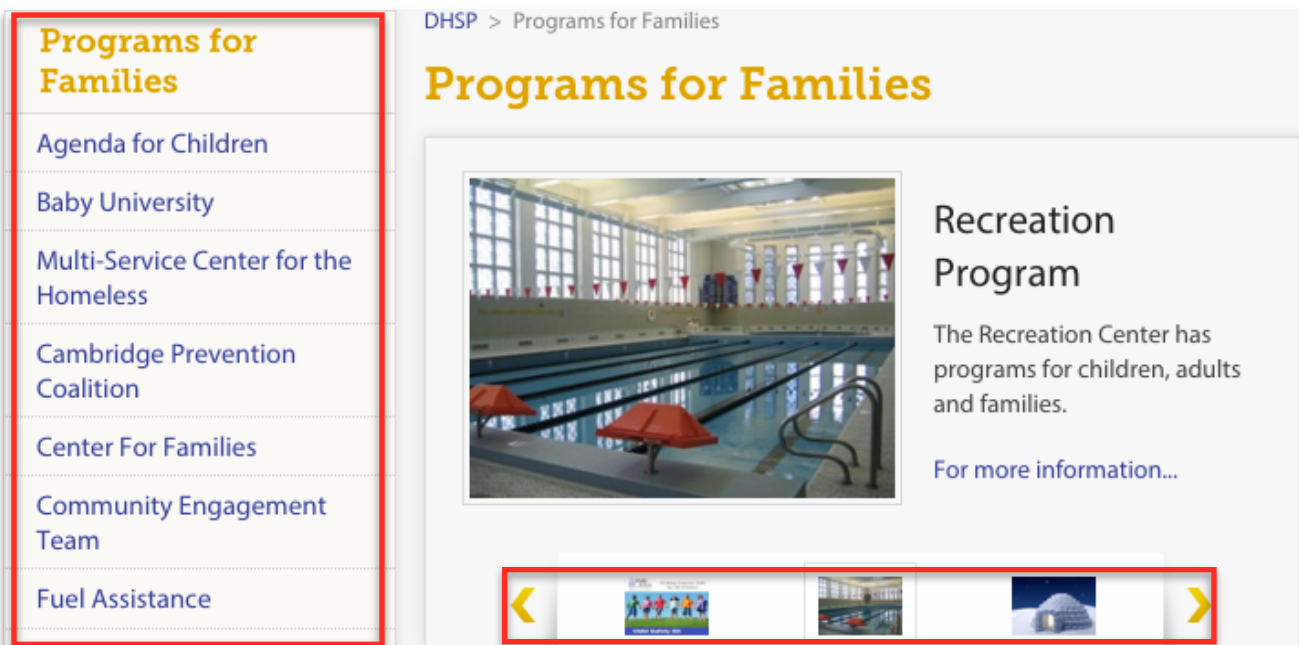 Programs for
Families
Agenda for Children
Baby University
Multi-Service Center for the
Homeless
Cambridge Prevention
Coalition
Center For Families
Community Engagement
Team
Fuel Assistance
DHSP > Programs for Families
Programs for Families
Recreation
Program
The Recreation Center has
programs for children, adults
and families.
For more information...